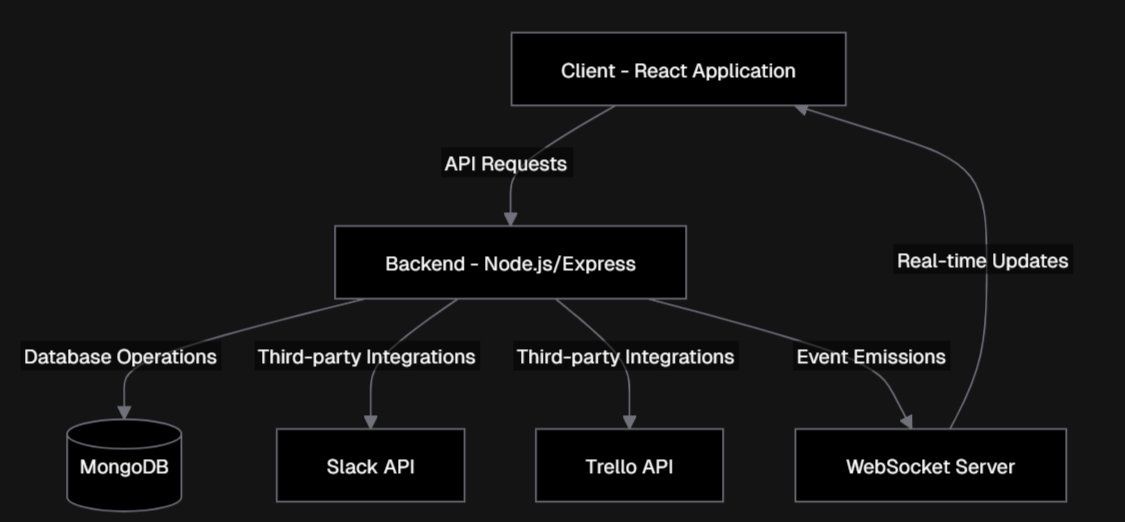 Client - React Application
API Requests
Backend - Node.js/Express
Real-time Updates
Database Operations
Third-party Integrations
Third-party Integrations
Event Emissions
MongoDB
Slack API
Trello API
WebSocket Server